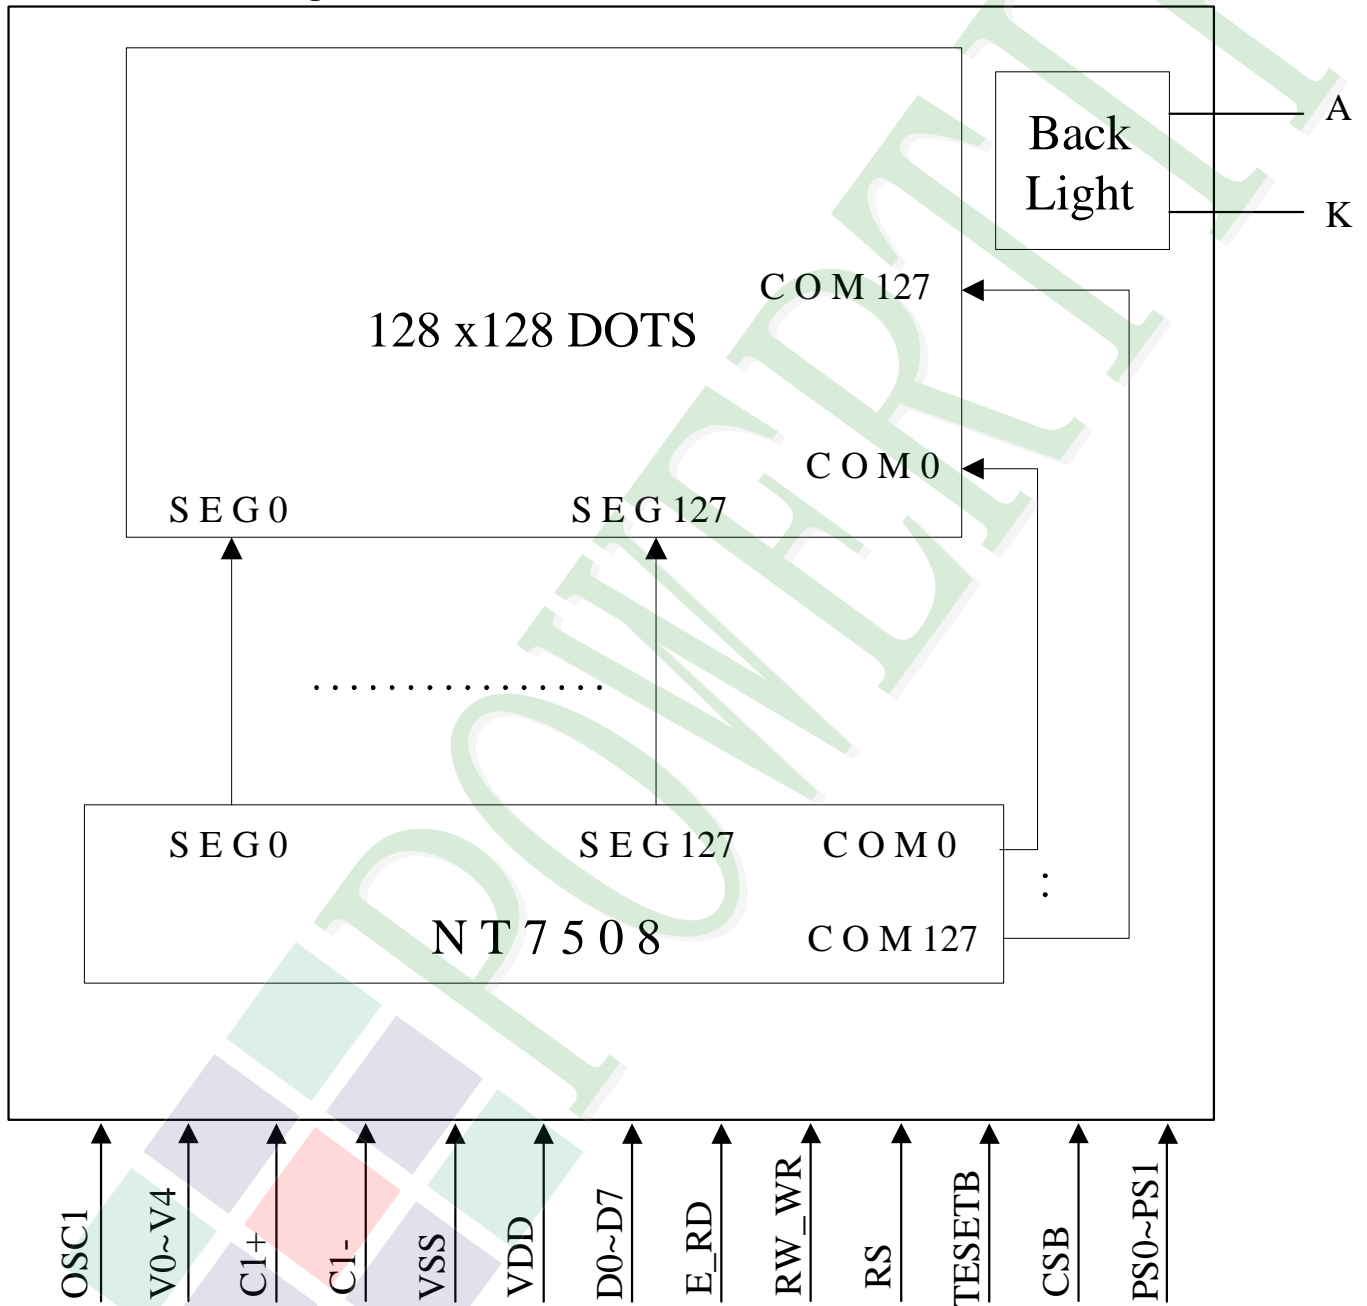 A
Back
Light
K
COM127
128 x128 DOTS
COM0
SEG0 SEG127
................
SEG0 SEG127 COM0
:
NT7508 COM127
OSC1 V0~V4 C1+ C1- VSS VDD D0~D7 E_RD RW_WR RS TESETB CSB PS0~PS1